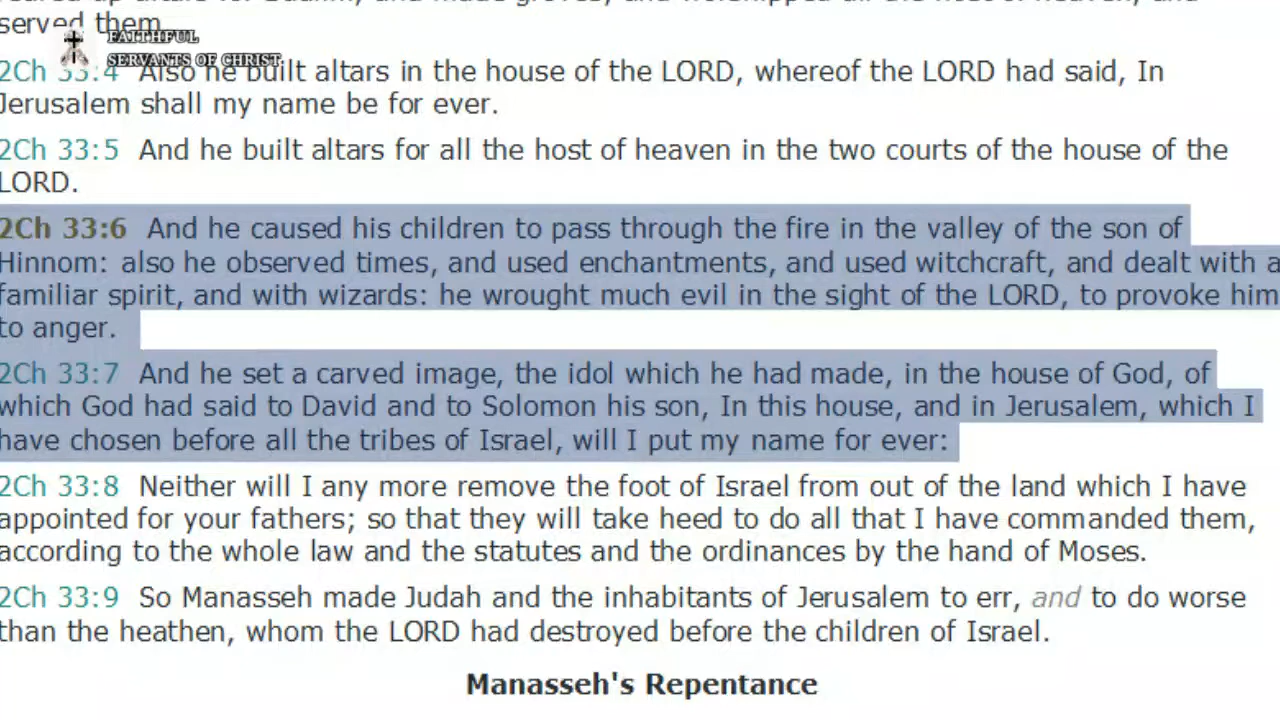 served them.
FAITHFUL
SERVANTS OF CHRIST
2Ch 33:4 Also he built altars in the house of the LORD, whereof the LORD had said, In
Jerusalem shall my name be for ever.
2Ch 33:5 And he built altars for all the host of heaven in the two courts of the house of the
LORD.
2Ch 33:6 And he caused his children to pass through the fire in the valley of the son of
Hinnom: also he observed times, and used enchantments, and used witchcraft, and dealt with a
familiar spirit, and with wizards: he wrought much evil in the sight of the LORD, to provoke him
to anger.
2Ch 33:7 And he set a carved image, the idol which he had made, in the house of God, of
which God had said to David and to Solomon his son, In this house, and in Jerusalem, which I
have chosen before all the tribes of Israel, will I put my name for ever:
2Ch 33:8 Neither will I any more remove the foot of Israel from out of the land which I have
appointed for your fathers; so that they will take heed to do all that I have commanded them,
according to the whole law and the statutes and the ordinances by the hand of Moses.
2Ch 33:9 So Manasseh made Judah and the inhabitants of Jerusalem to err, and to do worse
than the heathen, whom the LORD had destroyed before the children of Israel.
Manasseh's Repentance